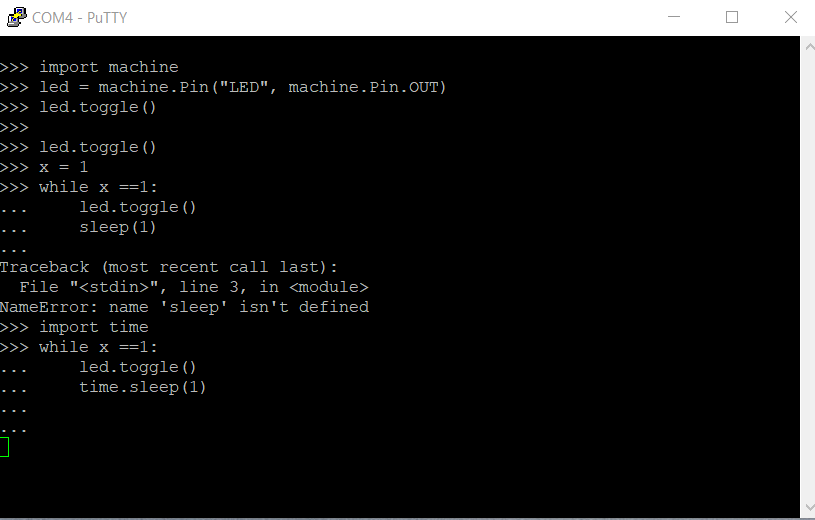 COM4 - PuTTY
>>> import machine
>>> led = machine.Pin("LED", machine.Pin.OUT)
>>> led.toggle()
>>>
>>> led.toggle()
>>> x = 1
>>> while x ==1:
...     led.toggle()
...     sleep(1)
...
Traceback (most recent call last):
  File "<stdin>", line 3, in <module>
NameError: name 'sleep' isn't defined
>>> import time
>>> while x ==1:
...     led.toggle()
...     time.sleep(1)
...
...